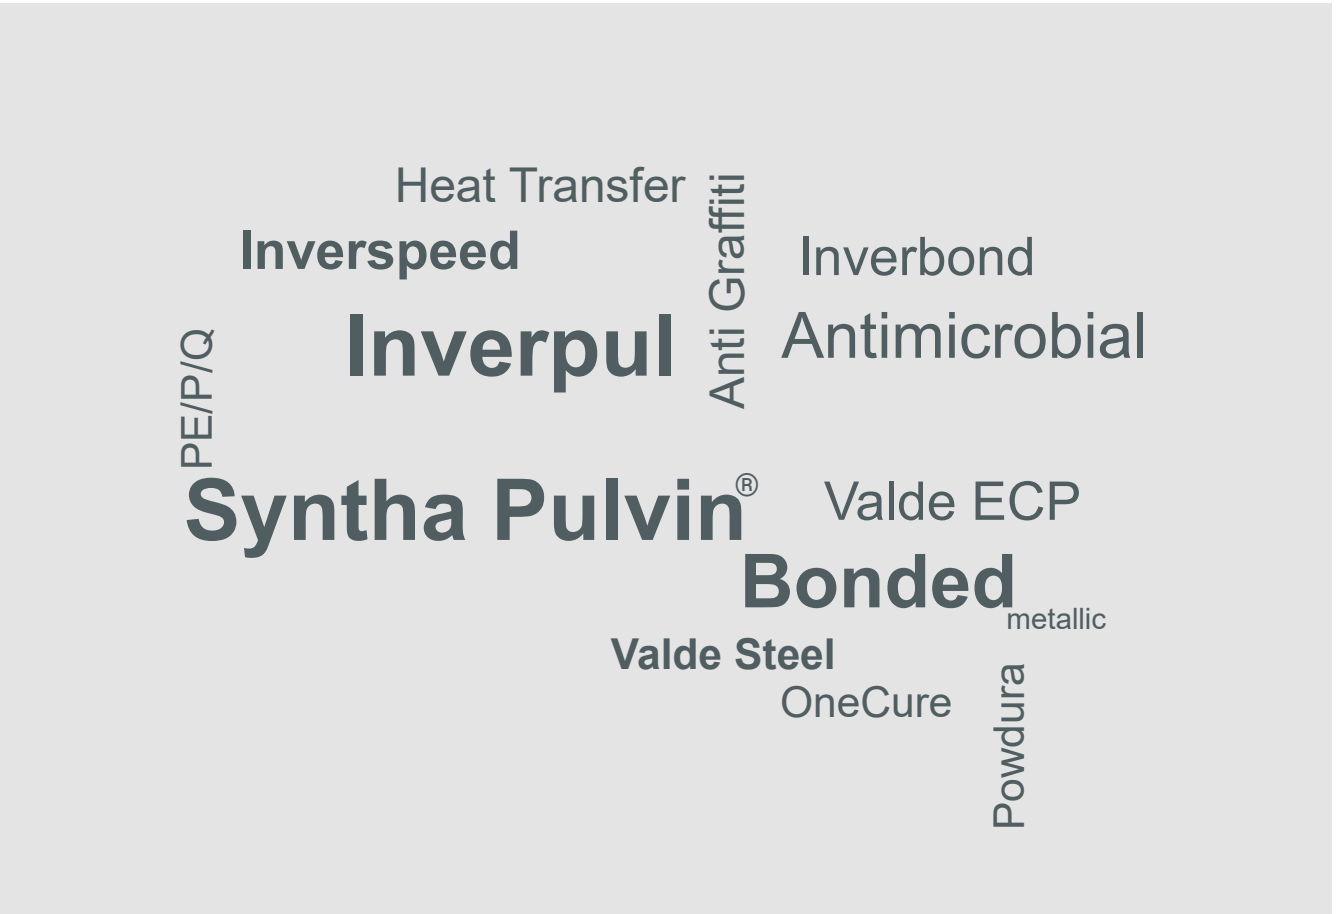 Heat Transfer
Anti Graffiti
Inverspeed
Inverbond
Inverpul
Antimicrobial
PE/P/Q
Syntha Pulvin®
Valde ECP
Bonded
metallic
Valde Steel
OneCure
Powdura